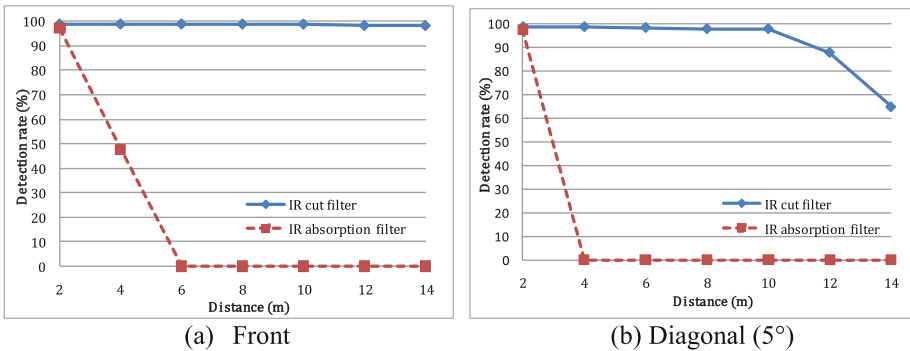 100
90
80
70
60
50
40
30
20
10
0
Detection rate (%)
IR cut filter
IR absorption filter
2 4 6 8 10 12 14
Distance (m)
(a) Front
100
90
80
70
60
50
40
30
20
10
0
Detection rate (%)
IR cut filter
IR absorption filter
2 4 6 8 10 12 14
Distance (m)
(b) Diagonal (5°)